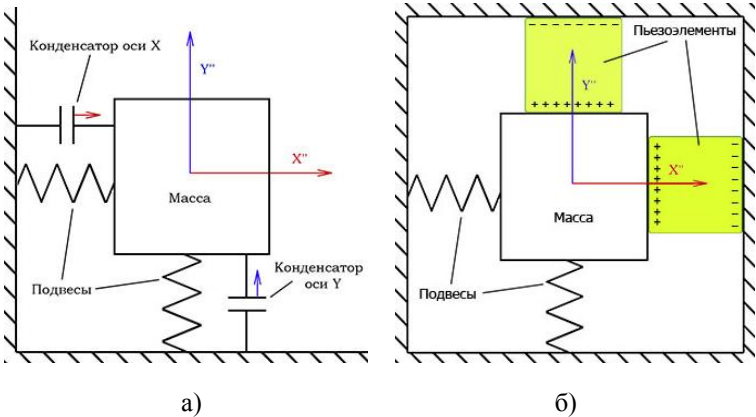 Конденсатор оси X
Y"
X"
Масса
Подвесы
Конденсатор
оси Y
а)
Пьезоэлементы
Y"
X"
Масса
Подвесы
б)